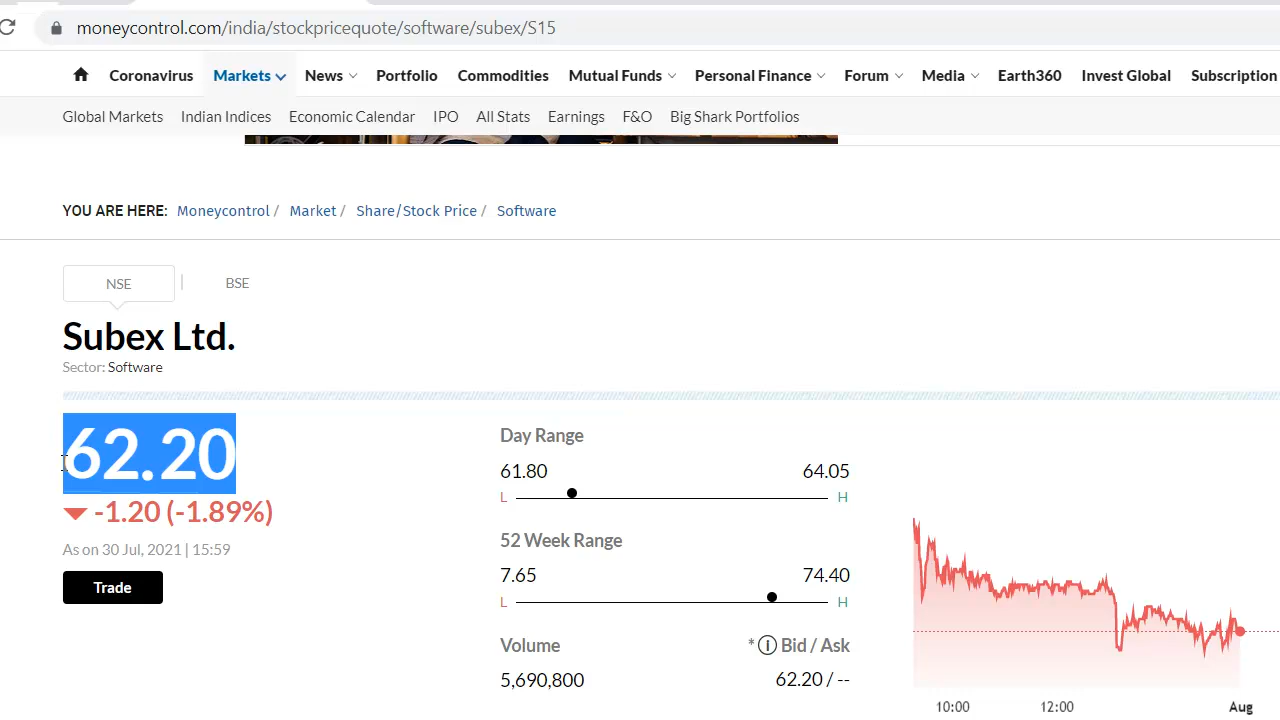 moneycontrol.com/india/stockpricequote/software/subex/S15
Coronavirus Markets News Portfolio Commodities Mutual Funds Personal Finance Forum Media Earth360 Invest Global Subscription
Global Markets Indian Indices Economic Calendar IPO All Stats Earnings F&O Big Shark Portfolios
YOU ARE HERE: Moneycontrol / Market / Share/Stock Price / Software
NSE | BSE
Subex Ltd.
Sector: Software
62.20
-1.20 (-1.89%)
As on 30 Jul, 2021 | 15:59
Trade
Day Range
61.80 64.05
L H
52 Week Range
7.65 74.40
L H
Volume * Bid / Ask
5,690,800 62.20 / --
10:00 12:00 Aug